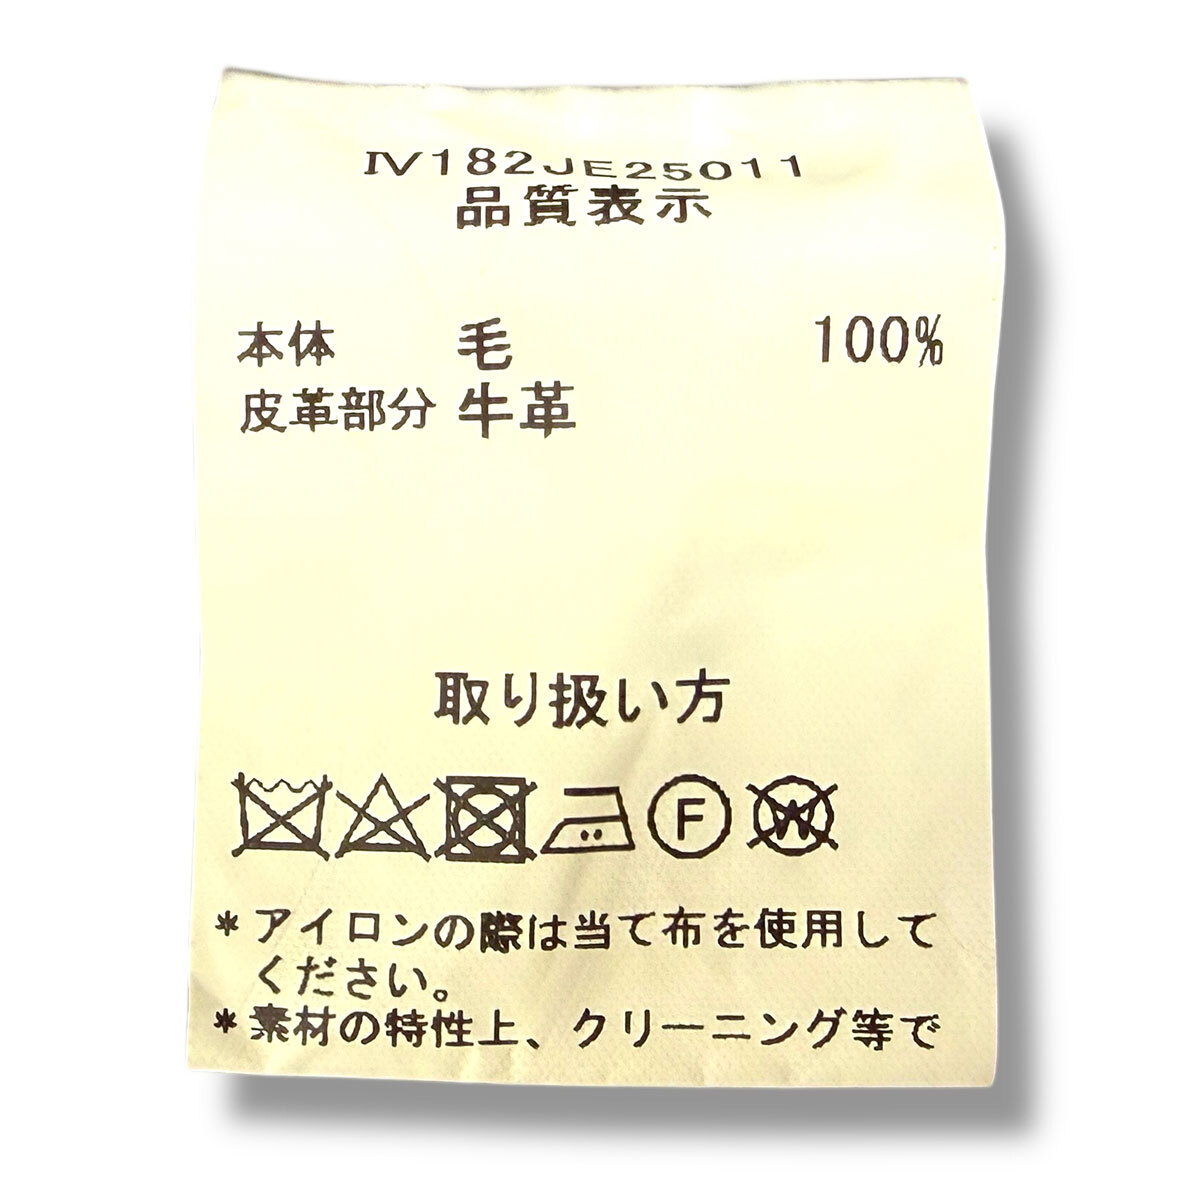 Ⅳ182JE25011
品質表示
本体 毛 100%
皮革部分 牛革
取り扱い方
F W
*アイロンの際は当て布を使用して
ください。
*素材の特性上、クリーニング等で